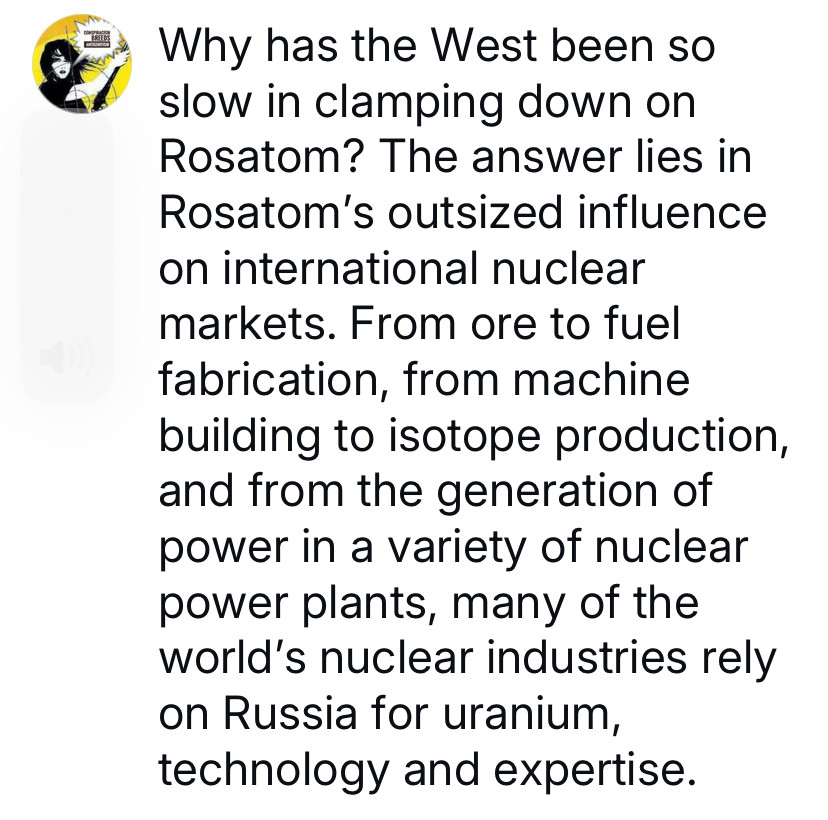 CONSPIRACISM
BREEDS
ANTISEMITISM
Why has the West been so
slow in clamping down on
Rosatom? The answer lies in
Rosatom’s outsized influence
on international nuclear
markets. From ore to fuel
fabrication, from machine
building to isotope production,
and from the generation of
power in a variety of nuclear
power plants, many of the
world’s nuclear industries rely
on Russia for uranium,
technology and expertise.